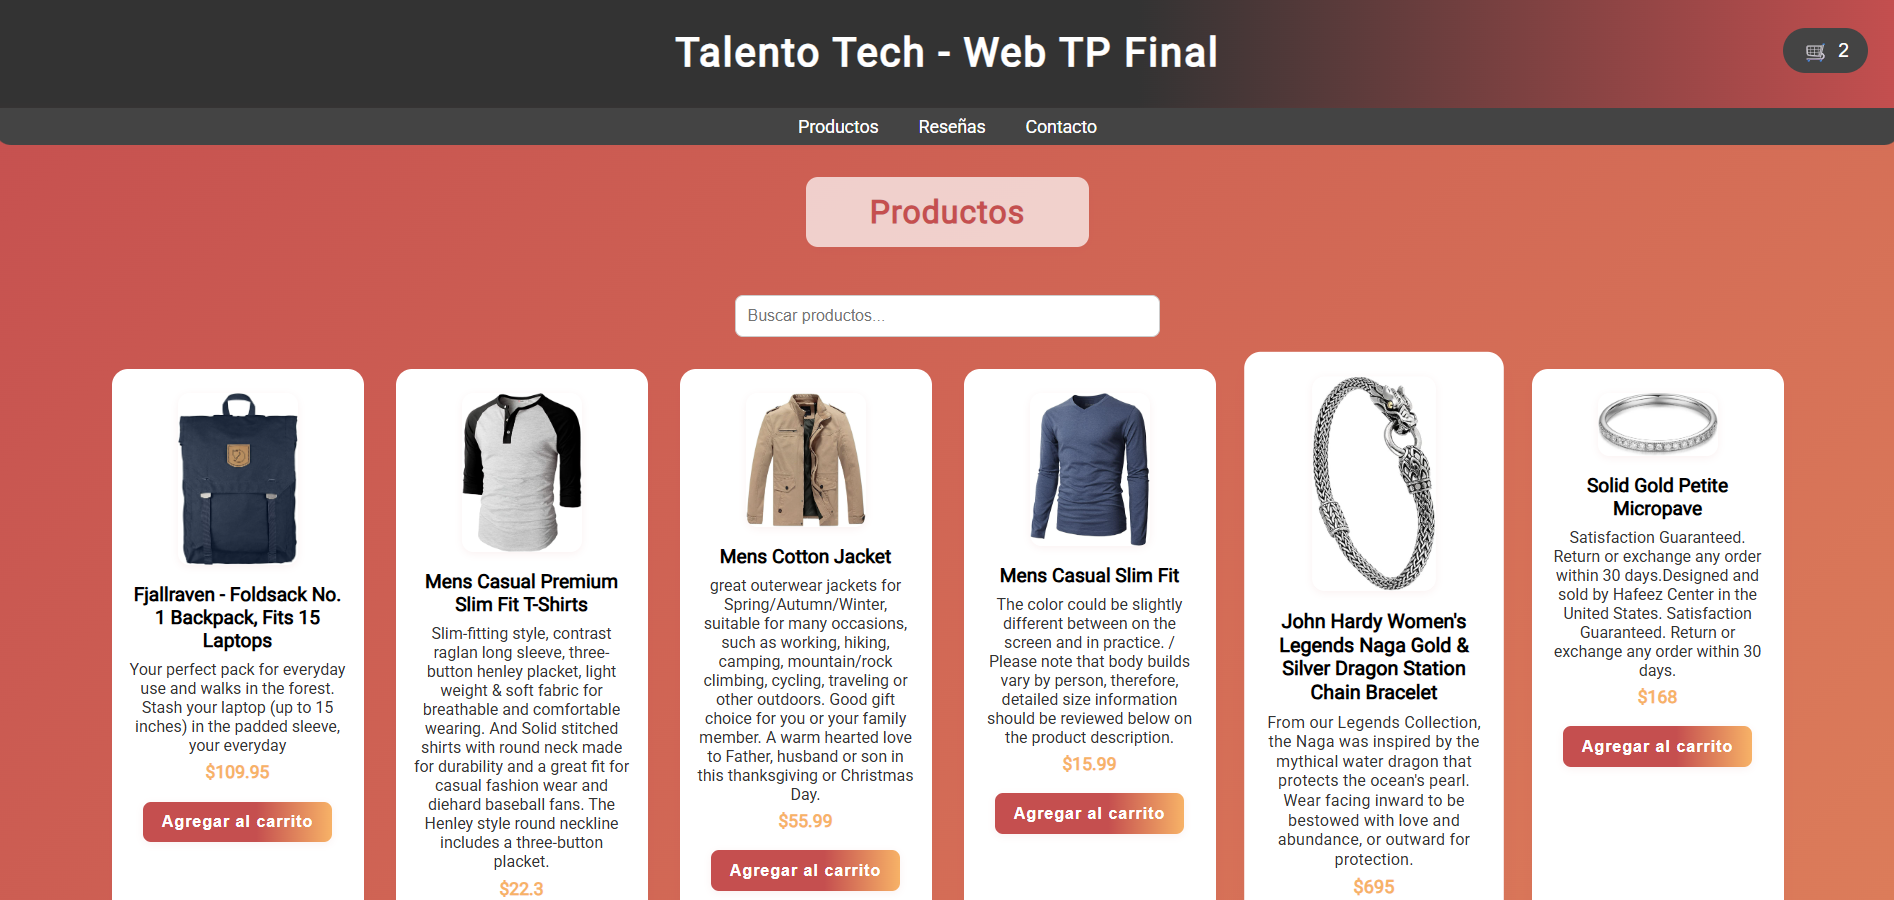 Talento Tech - Web TP Final
2
Productos
Reseñas
Contacto
Productos
Buscar productos...
Fjallraven - Foldsack No.
1 Backpack, Fits 15
Laptops
Your perfect pack for everyday
use and walks in the forest.
Stash your laptop (up to 15
inches) in the padded sleeve,
your everyday
$109.95
Agregar al carrito
Mens Casual Premium
Slim Fit T-Shirts
Slim-fitting style, contrast
raglan long sleeve, three-
button henley placket, light
weight & soft fabric for
breathable and comfortable
wearing. And Solid stitched
shirts with round neck made
for durability and a great fit for
casual fashion wear and
diehard baseball fans. The
Henley style round neckline
includes a three-button
placket.
$22.3
Mens Cotton Jacket
great outerwear jackets for
Spring/Autumn/Winter,
suitable for many occasions,
such as working, hiking,
camping, mountain/rock
climbing, cycling, traveling or
other outdoors. Good gift
choice for you or your family
member. A warm hearted love
to Father, husband or son in
this thanksgiving or Christmas
Day.
$55.99
Agregar al carrito
Mens Casual Slim Fit
The color could be slightly
different between on the
screen and in practice. /
Please note that body builds
vary by person, therefore,
detailed size information
should be reviewed below on
the product description.
$15.99
Agregar al carrito
John Hardy Women's
Legends Naga Gold &
Silver Dragon Station
Chain Bracelet
From our Legends Collection,
the Naga was inspired by the
mythical water dragon that
protects the ocean's pearl.
Wear facing inward to be
bestowed with love and
abundance, or outward for
protection.
$695
Solid Gold Petite
Micropave
Satisfaction Guaranteed.
Return or exchange any order
within 30 days.Designed and
sold by Hafeez Center in the
United States. Satisfaction
Guaranteed. Return or
exchange any order within 30
days.
$168
Agregar al carrito